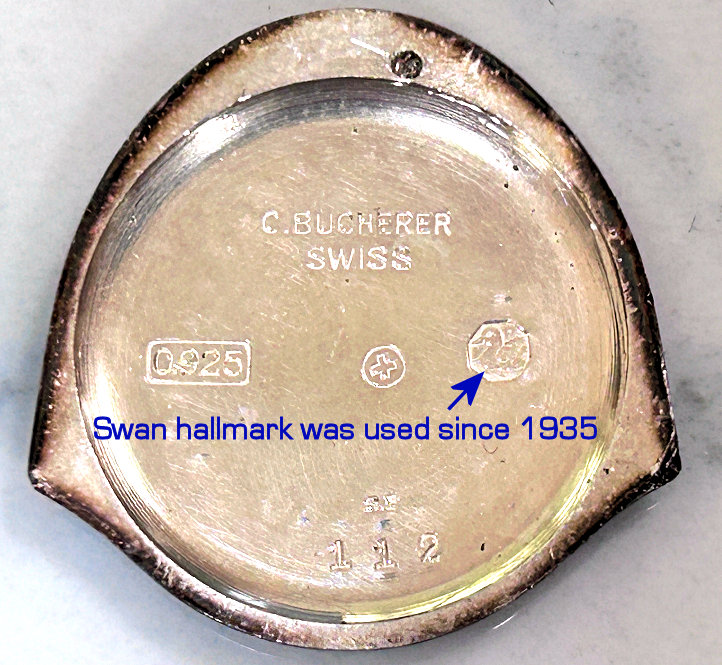 C.BUCHERER
SWISS
0.925
Swan hallmark was used since 1935
112